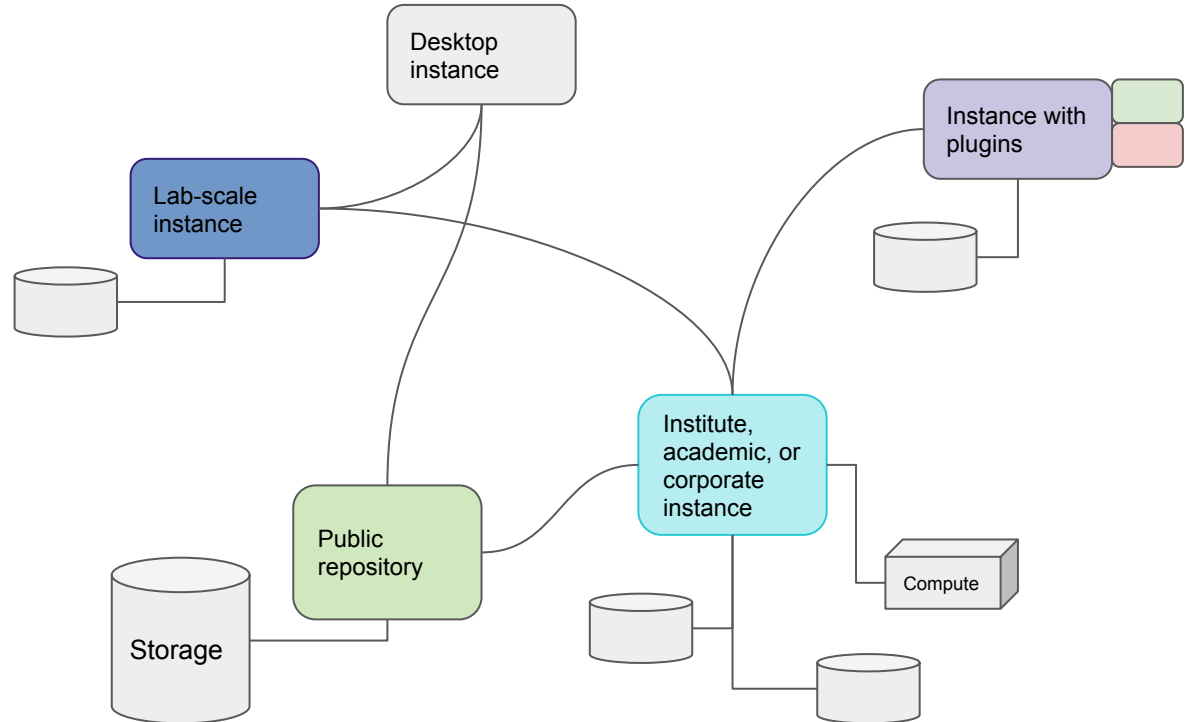 Desktop
instance
Instance with
plugins
Lab-scale
instance
Institute,
academic, or
corporate
instance
Public
repository
Compute
Storage